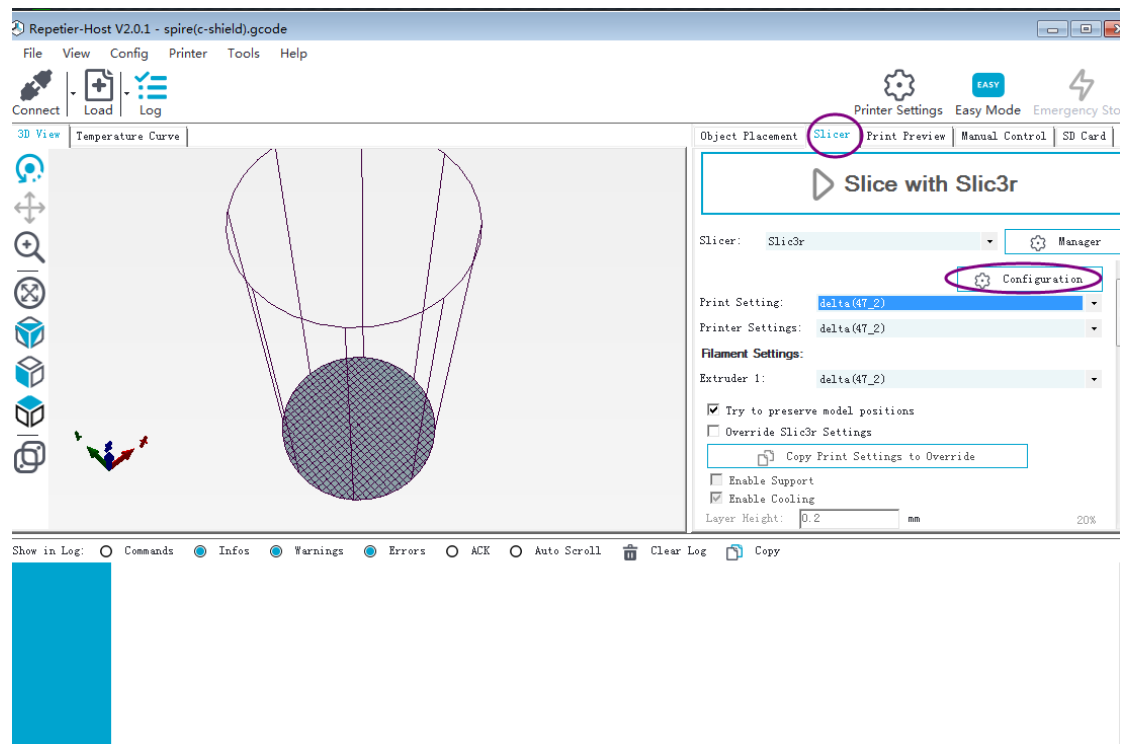 Repetier-Host V2.0.1 - spire(c-shield).gcode
File View Config Printer Tools Help
Connect Load Log Printer Settings EASY Easy Mode Emergency Sto
3D View Temperature Curve
Object Placement Slicer Print Preview Manual Control SD Card
Slice with Slic3r
Slicer: Slic3r Manager
Configuration
Print Setting: delta(47_2)
Printer Settings: delta(47_2)
Filament Settings:
Extruder 1: delta(47_2)
Try to preserve model positions
Override Slic3r Settings
Copy Print Settings to Override
Enable Support
Enable Cooling
Layer Height: 0.2 mm 20%
Show in Log: Commands Infos Warnings Errors ACK Auto Scroll Clear Log Copy